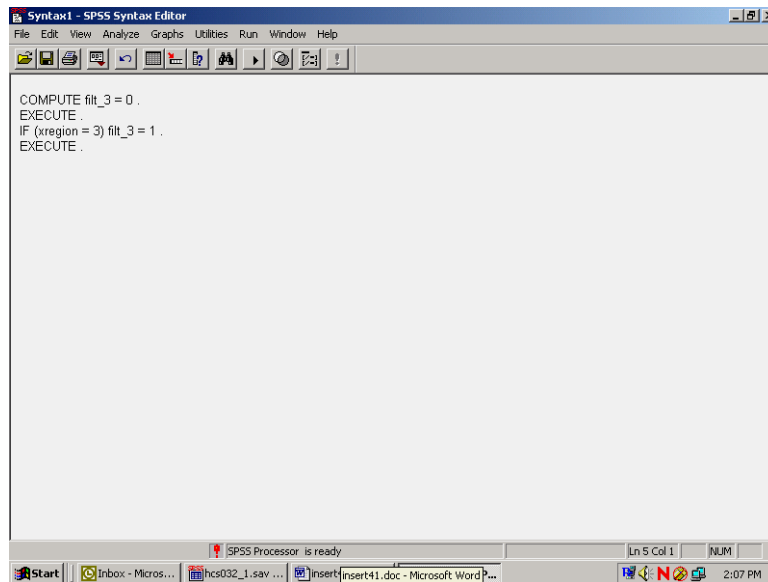 Syntax1 - SPSS Syntax Editor
File Edit View Analyze Graphs Utilities Run Window Help
COMPUTE filt_3 = 0 .
EXECUTE .
IF (xregion = 3) filt_3 = 1 .
EXECUTE .
SPSS Processor is ready
Ln 5 Col 1
NUM
Start
Inbox - Micros...
hcs032_1.sav ...
insert
insert41.doc - Microsoft Word
2:07 PM